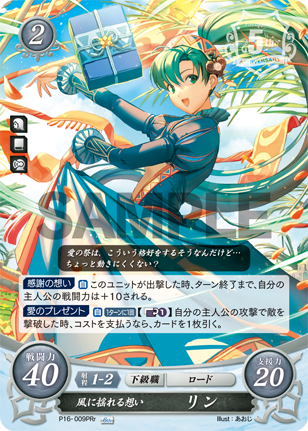 2
5th
ANNIVERSARY
SAMPLE
愛の祭は、こういう格好をするそうなんだけど…
ちょっと動きにくくない?
感謝の想い 自 このユニットが出撃した時、ターン終了まで、自分の
主人公の戦闘力は+10される。
愛のプレゼント 自 [ターンに1回] 自分の主人公の攻撃で敵を
撃破した時、コストを支払うなら、カードを1枚引く。
戦闘力
40
射程 1-2 下級職 ロード
支援力
20
風に揺れる想い リン
P16-009PRr
Illust:あおじ